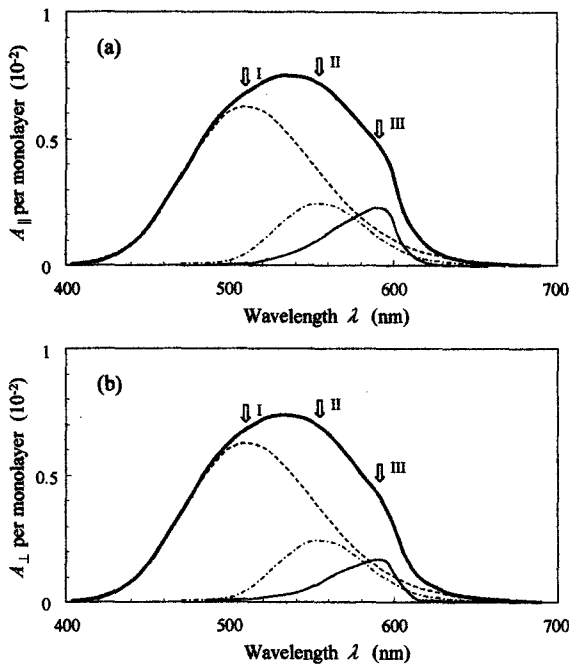 (a)
I
II
III
A∥ per monolayer (10⁻²)
1
0.5
0
400 500 600 700
Wavelength λ (nm)
(b)
I
II
III
A⊥ per monolayer (10⁻²)
1
0.5
0
400 500 600 700
Wavelength λ (nm)